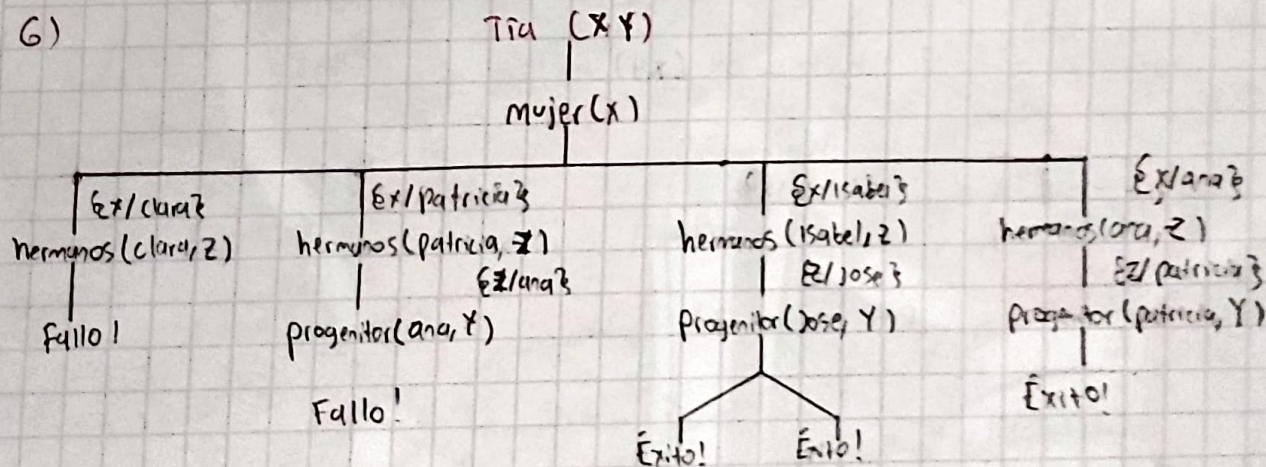 6)
Tía (X Y)
mujer(x)
{x/clara} {x/patricia} {x/isabel} {x/ana}
hermanos(clara,Z) hermanos(patricia, Z) hermanos(isabel,z) hermanos(ana,Z)
{Z/ana} {Z/jose} {Z/patricia}
Fallo! progenitor(ana,Y) Progenitor(Jose, Y) Progenitor(patricia, Y)
Fallo! Éxito! Éxito! Éxito!